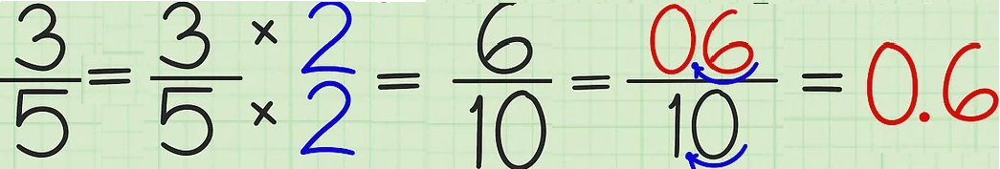 3/5 = 3/5 × 2/× 2 = 6/10 = 06/10 = 0.6